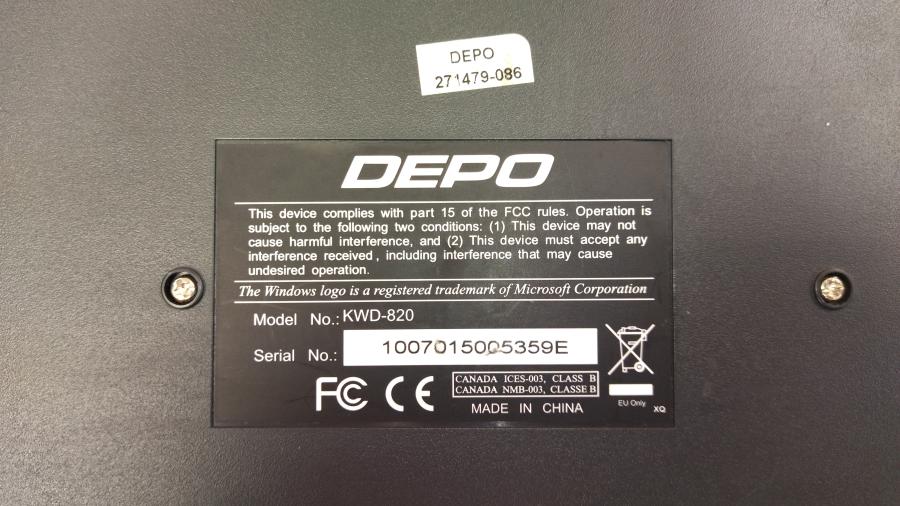 DEPO
271479-086
DEPO
This device complies with part 15 of the FCC rules. Operation is
subject to the following two conditions: (1) This device may not
cause harmful interference, and (2) This device must accept any
interference received, including interference that may cause
undesired operation.
The Windows logo is a registered trademark of Microsoft Corporation
Model No.: KWD-820
Serial No.: 1007015005359E
FC CE
CANADA ICES-003, CLASS B
CANADA NMB-003, CLASSE B
MADE IN CHINA
EU Only
XQ